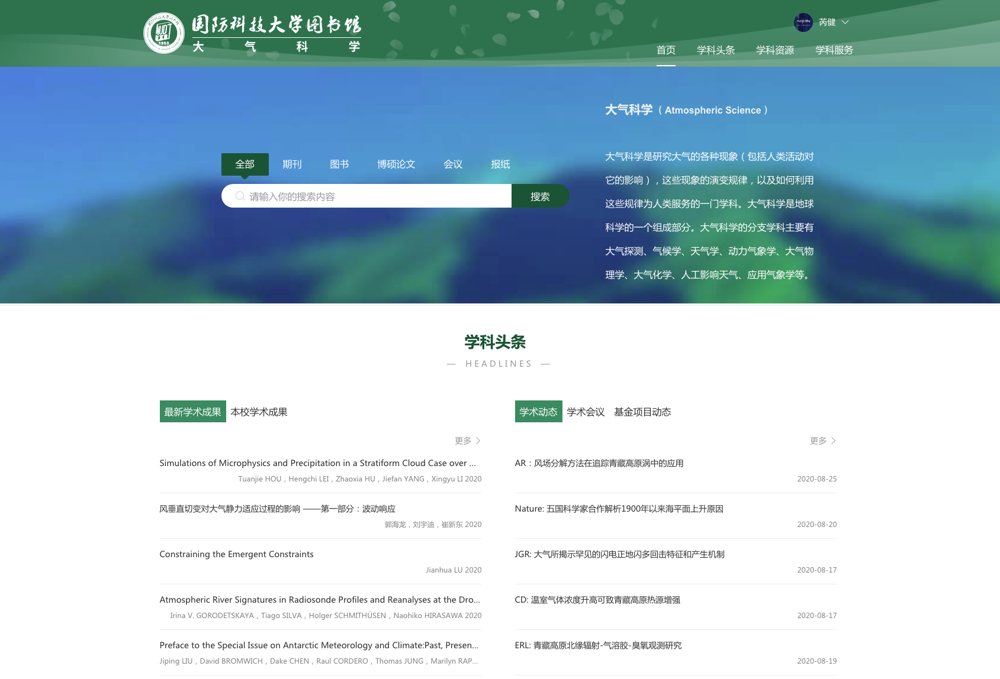 国防科技大学图书馆
大气科学
NUDT
1953
芮健
首页 学科头条 学科资源 学科服务
大气科学（ Atmospheric Science ）
大气科学是研究大气的各种现象（包括人类活动对
它的影响），这些现象的演变规律，以及如何利用
这些规律为人类服务的一门学科。大气科学是地球
科学的一个组成部分。大气科学的分支学科主要有
大气探测、气候学、天气学、动力气象学、大气物
理学、大气化学、人工影响天气、应用气象学等。
全部 期刊 图书 博硕论文 会议 报纸
请输入你的搜索内容 搜索
学科头条
— HEADLINES —
最新学术成果 本校学术成果
更多
Simulations of Microphysics and Precipitation in a Stratiform Cloud Case over ...
Tuanjie HOU，Hengchi LEI，Zhaoxia HU，Jiefan YANG，Xingyu LI 2020
风垂直切变对大气静力适应过程的影响 ——第一部分：波动响应
郭海龙，刘宇迪，崔新东 2020
Constraining the Emergent Constraints
Jianhua LU 2020
Atmospheric River Signatures in Radiosonde Profiles and Reanalyses at the Dro...
Irina V. GORODETSKAYA，Tiago SILVA，Holger SCHMITHÜSEN，Naohiko HIRASAWA 2020
Preface to the Special Issue on Antarctic Meteorology and Climate:Past, Presen...
Jiping LIU，David BROMWICH，Dake CHEN，Raul CORDERO，Thomas JUNG，Marilyn RAP...
学术动态 学术会议 基金项目动态
更多
AR：风场分解方法在追踪青藏高原涡中的应用
2020-08-25
Nature: 五国科学家合作解析1900年以来海平面上升原因
2020-08-20
JGR: 大气所揭示罕见的闪电正地闪多回击特征和产生机制
2020-08-17
CD: 温室气体浓度升高可致青藏高原热源增强
2020-08-17
ERL: 青藏高原北缘辐射-气溶胶-臭氧观测研究
2020-08-19